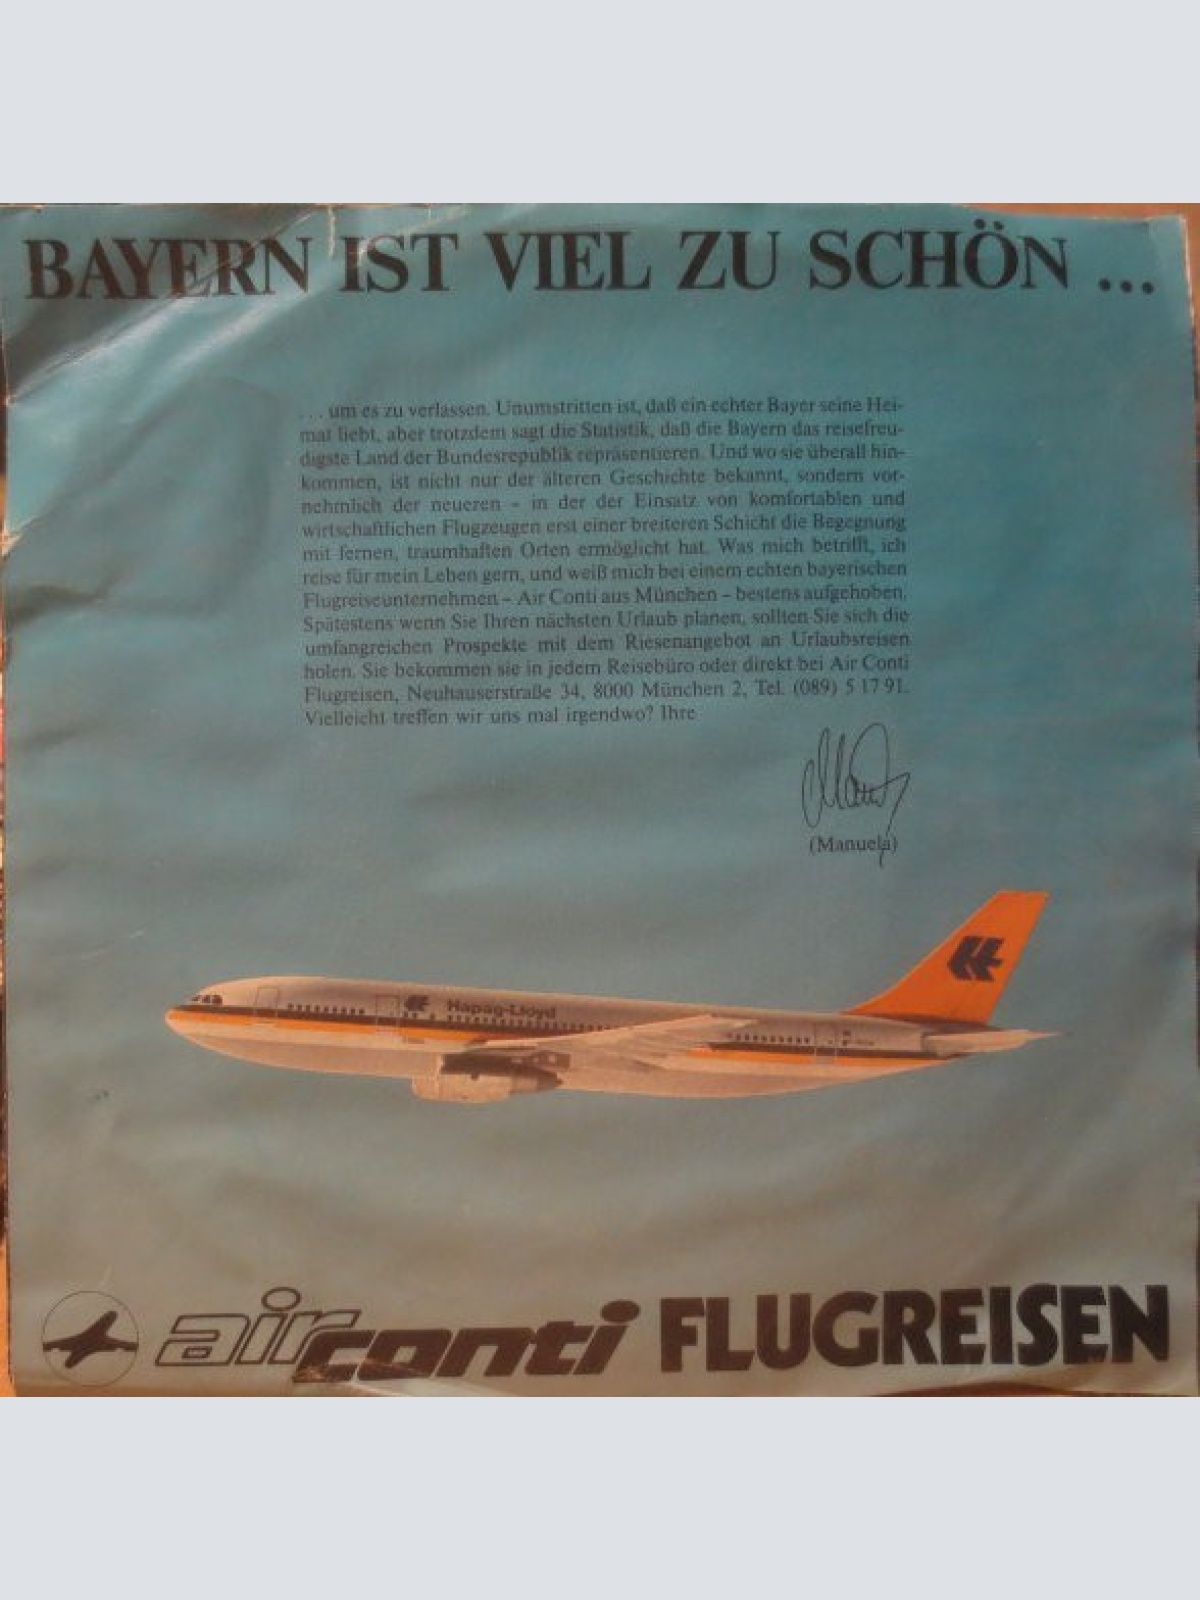 BAYERN IST VIEL ZU SCHÖN ...
... um es zu verlassen. Unumstritten ist, daß ein echter Bayer seine Hei-
mat liebt, aber trotzdem sagt die Statistik, daß die Bayern das reisefreu-
digste Land der Bundesrepublik repräsentieren. Und wo sie überall hin-
kommen, ist nicht nur der älteren Geschichte bekannt, sondern vor-
nehmlich der neueren – in der der Einsatz von komfortablen und
wirtschaftlichen Flugzeugen erst einer breiteren Schicht die Begegnung
mit fernen, traumhaften Orten ermöglicht hat. Was mich betrifft, ich
reise für mein Leben gern, und weiß mich bei einem echten bayerischen
Flugreiseunternehmen – Air Conti aus München – bestens aufgehoben.
Spätestens wenn Sie Ihren nächsten Urlaub planen, sollten Sie sich die
umfangreichen Prospekte mit dem Riesenangebot an Urlaubsreisen
holen. Sie bekommen sie in jedem Reisebüro oder direkt bei Air Conti
Flugreisen, Neuhauserstraße 34, 8000 München 2, Tel. (089) 5 17 91.
Vielleicht treffen wir uns mal irgendwo? Ihre
(Manuela)
Hapag-Lloyd
air conti FLUGREISEN